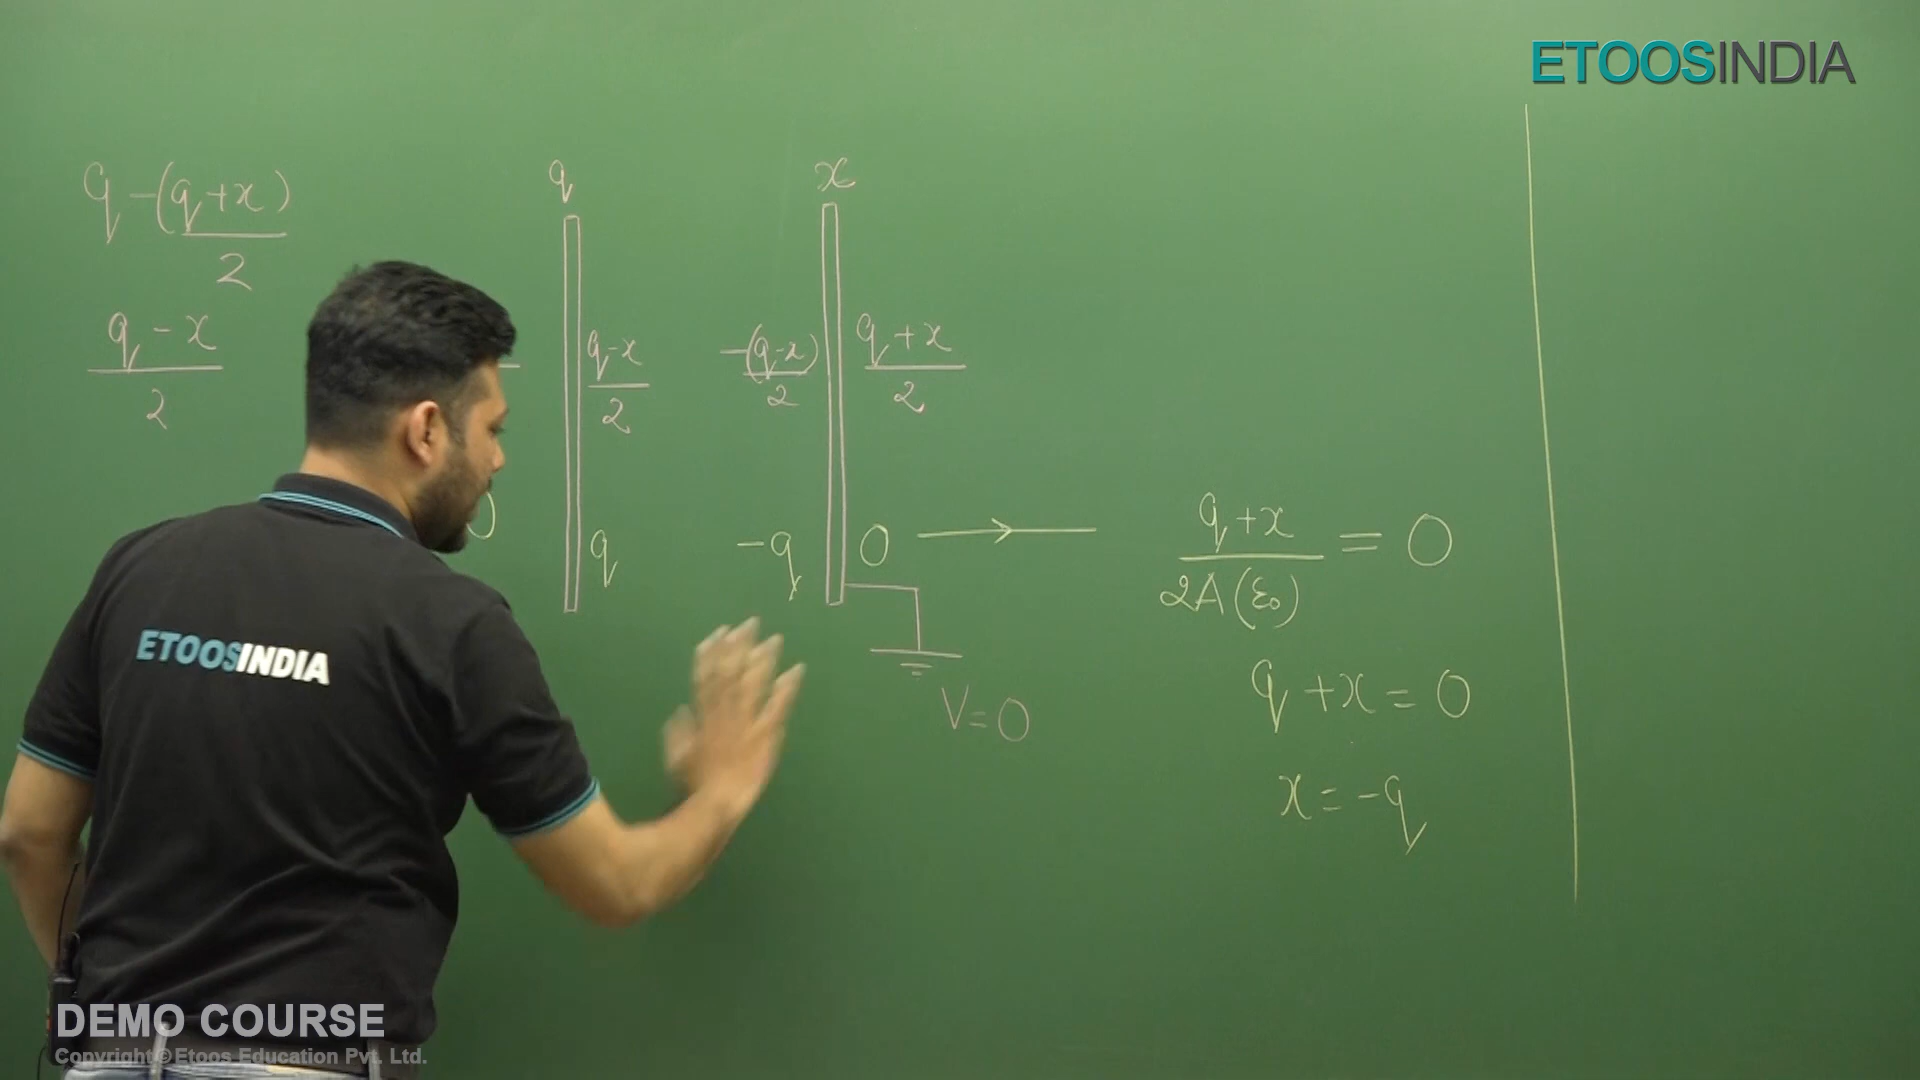 ETOOSINDIA
q - (q + x)
2
q - x
2
q
x
q - x
2
-(q - x)
2
q + x
2
0
q
-q
0
V = 0
q + x
2A(ε₀)
= 0
q + x = 0
x = -q
ETOOSINDIA
DEMO COURSE
Copyright © Etoos Education Pvt. Ltd.